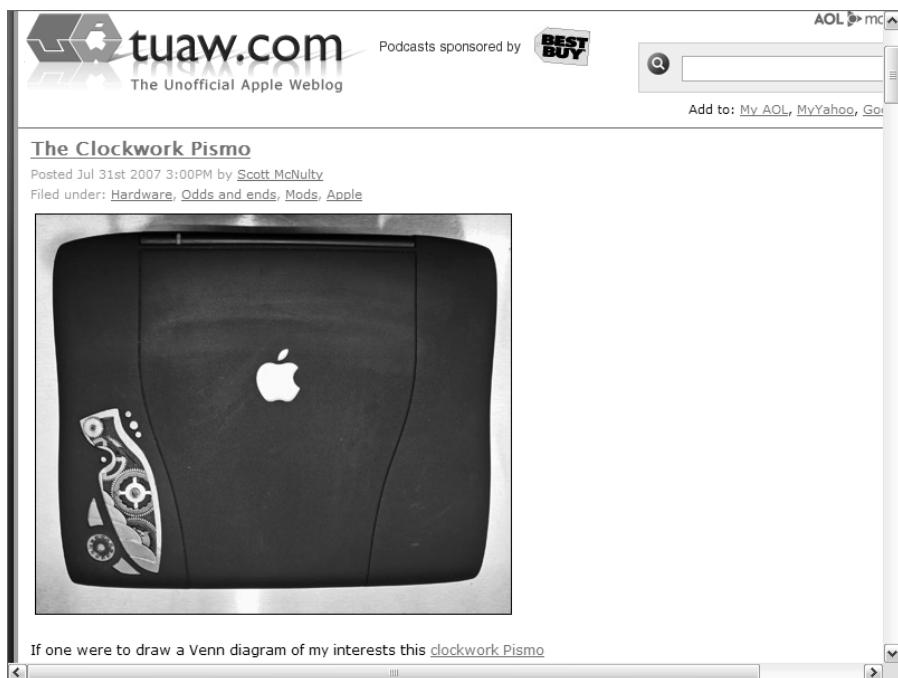 AOL
tuaw.com
Podcasts sponsored by
BEST
BUY
The Unofficial Apple Weblog
Add to: My AOL, MyYahoo, Goo
The Clockwork Pismo
Posted Jul 31st 2007 3:00PM by Scott McNulty
Filed under: Hardware, Odds and ends, Mods, Apple
If one were to draw a Venn diagram of my interests this clockwork Pismo